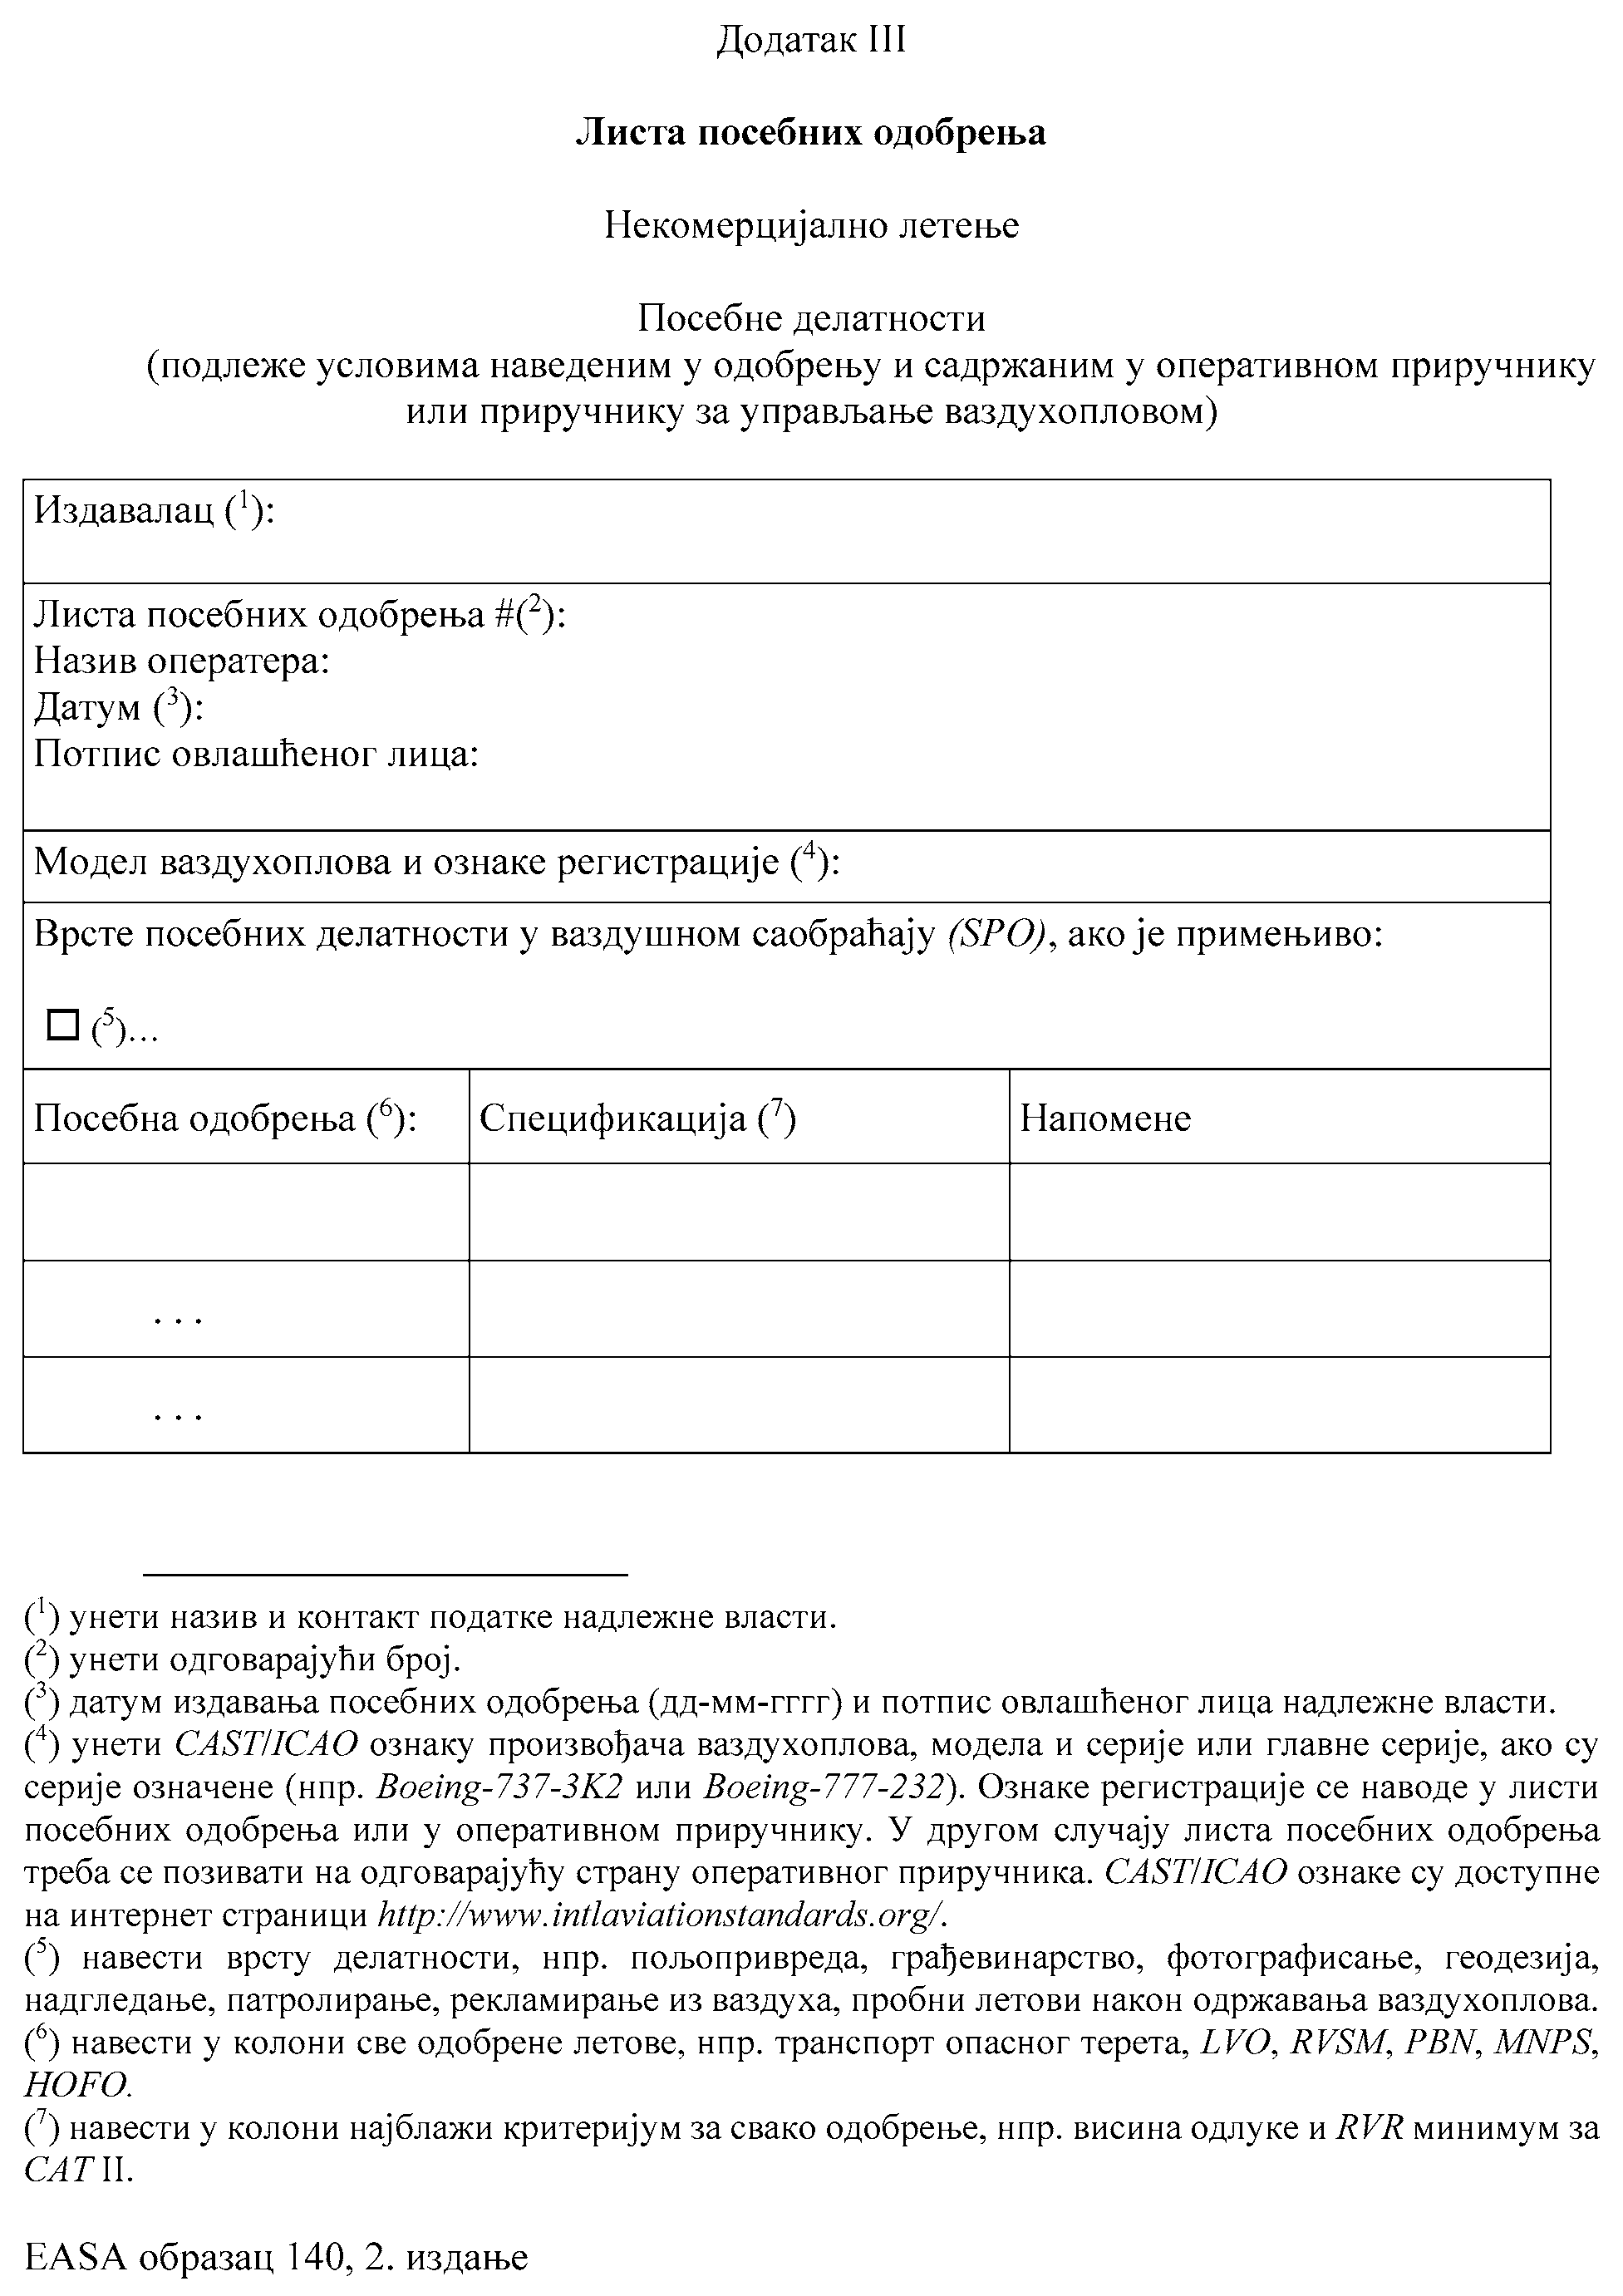 Додатак III
Листа посебних одобрења
Некомерцијално летење
Посебне делатности
(подлеже условима наведеним у одобрењу и садржаним у оперативном приручнику
или приручнику за управљање ваздухопловом)
Издавалац (¹):
Листа посебних одобрења #(²):
Назив оператера:
Датум (³):
Потпис овлашћеног лица:
Модел ваздухоплова и ознаке регистрације (⁴):
Врсте посебних делатности у ваздушном саобраћају (SPO), ако је примењиво:
☐ (⁵)...
Посебна одобрења (⁶): Спецификација (⁷) Напомене
. . .
. . .
(¹) унети назив и контакт податке надлежне власти.
(²) унети одговарајући број.
(³) датум издавања посебних одобрења (дд-мм-гггг) и потпис овлашћеног лица надлежне власти.
(⁴) унети CAST/ICAO ознаку произвођача ваздухоплова, модела и серије или главне серије, ако су
серије означене (нпр. Boeing-737-3K2 или Boeing-777-232). Ознаке регистрације се наводе у листи
посебних одобрења или у оперативном приручнику. У другом случају листа посебних одобрења
треба се позивати на одговарајућу страну оперативног приручника. CAST/ICAO ознаке су доступне
на интернет страници http://www.intlaviationstandards.org/.
(⁵) навести врсту делатности, нпр. пољопривреда, грађевинарство, фотографисање, геодезија,
надгледање, патролирање, рекламирање из ваздуха, пробни летови након одржавања ваздухоплова.
(⁶) навести у колони све одобрене летове, нпр. транспорт опасног терета, LVO, RVSM, PBN, MNPS,
HOFO.
(⁷) навести у колони најблажи критеријум за свако одобрење, нпр. висина одлуке и RVR минимум за
CAT II.
EASA образац 140, 2. издање